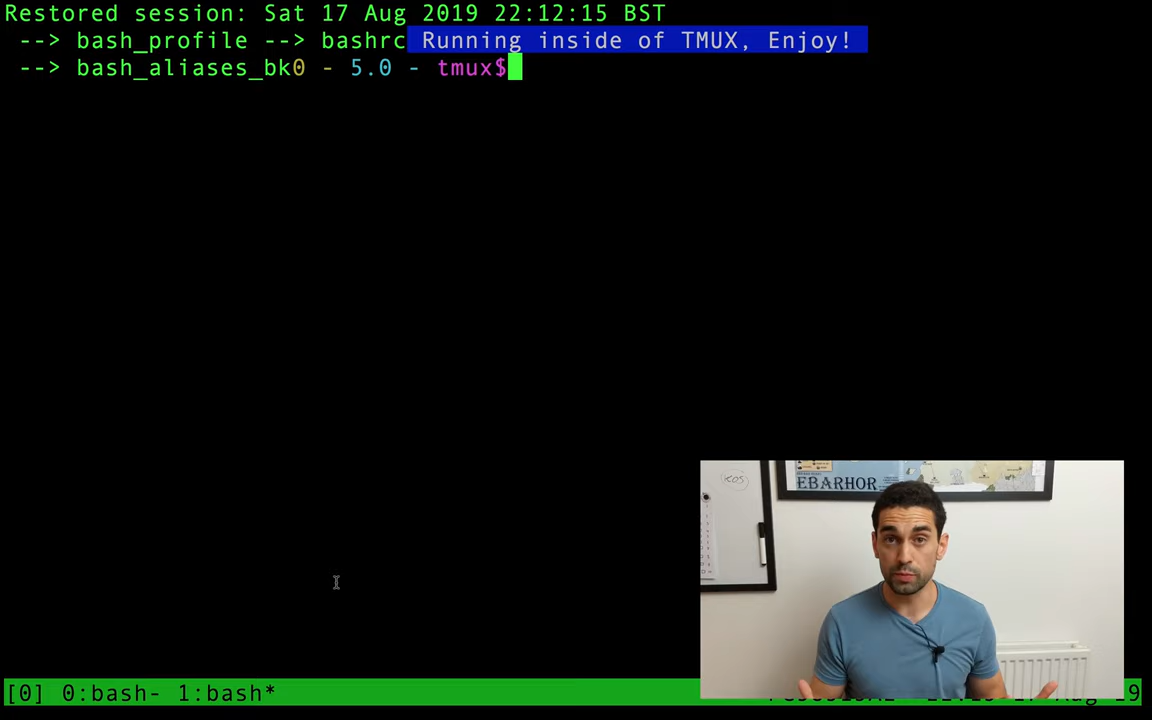 Restored session: Sat 17 Aug 2019 22:12:15 BST
--> bash_profile --> bashrc Running inside of TMUX, Enjoy!
--> bash_aliases_bk0 - 5.0 - tmux$
EBARHOR
[0] 0:bash- 1:bash*